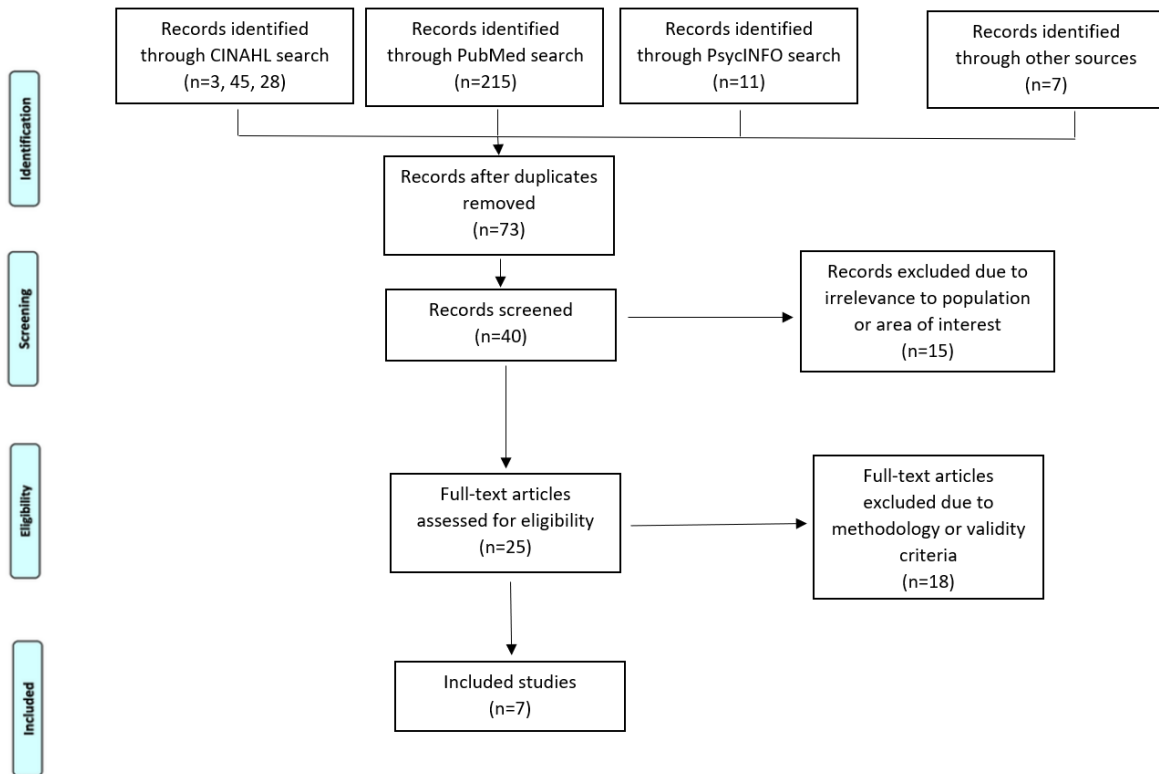 Records identified
through CINAHL search
(n=3, 45, 28)
Records identified
through PubMed search
(n=215)
Records identified
through PsycINFO search
(n=11)
Records identified
through other sources
(n=7)
Identification
Records after duplicates
removed
(n=73)
Screening
Records screened
(n=40)
Records excluded due to
irrelevance to population
or area of interest
(n=15)
Eligibility
Full-text articles
assessed for eligibility
(n=25)
Full-text articles
excluded due to
methodology or validity
criteria
(n=18)
Included
Included studies
(n=7)